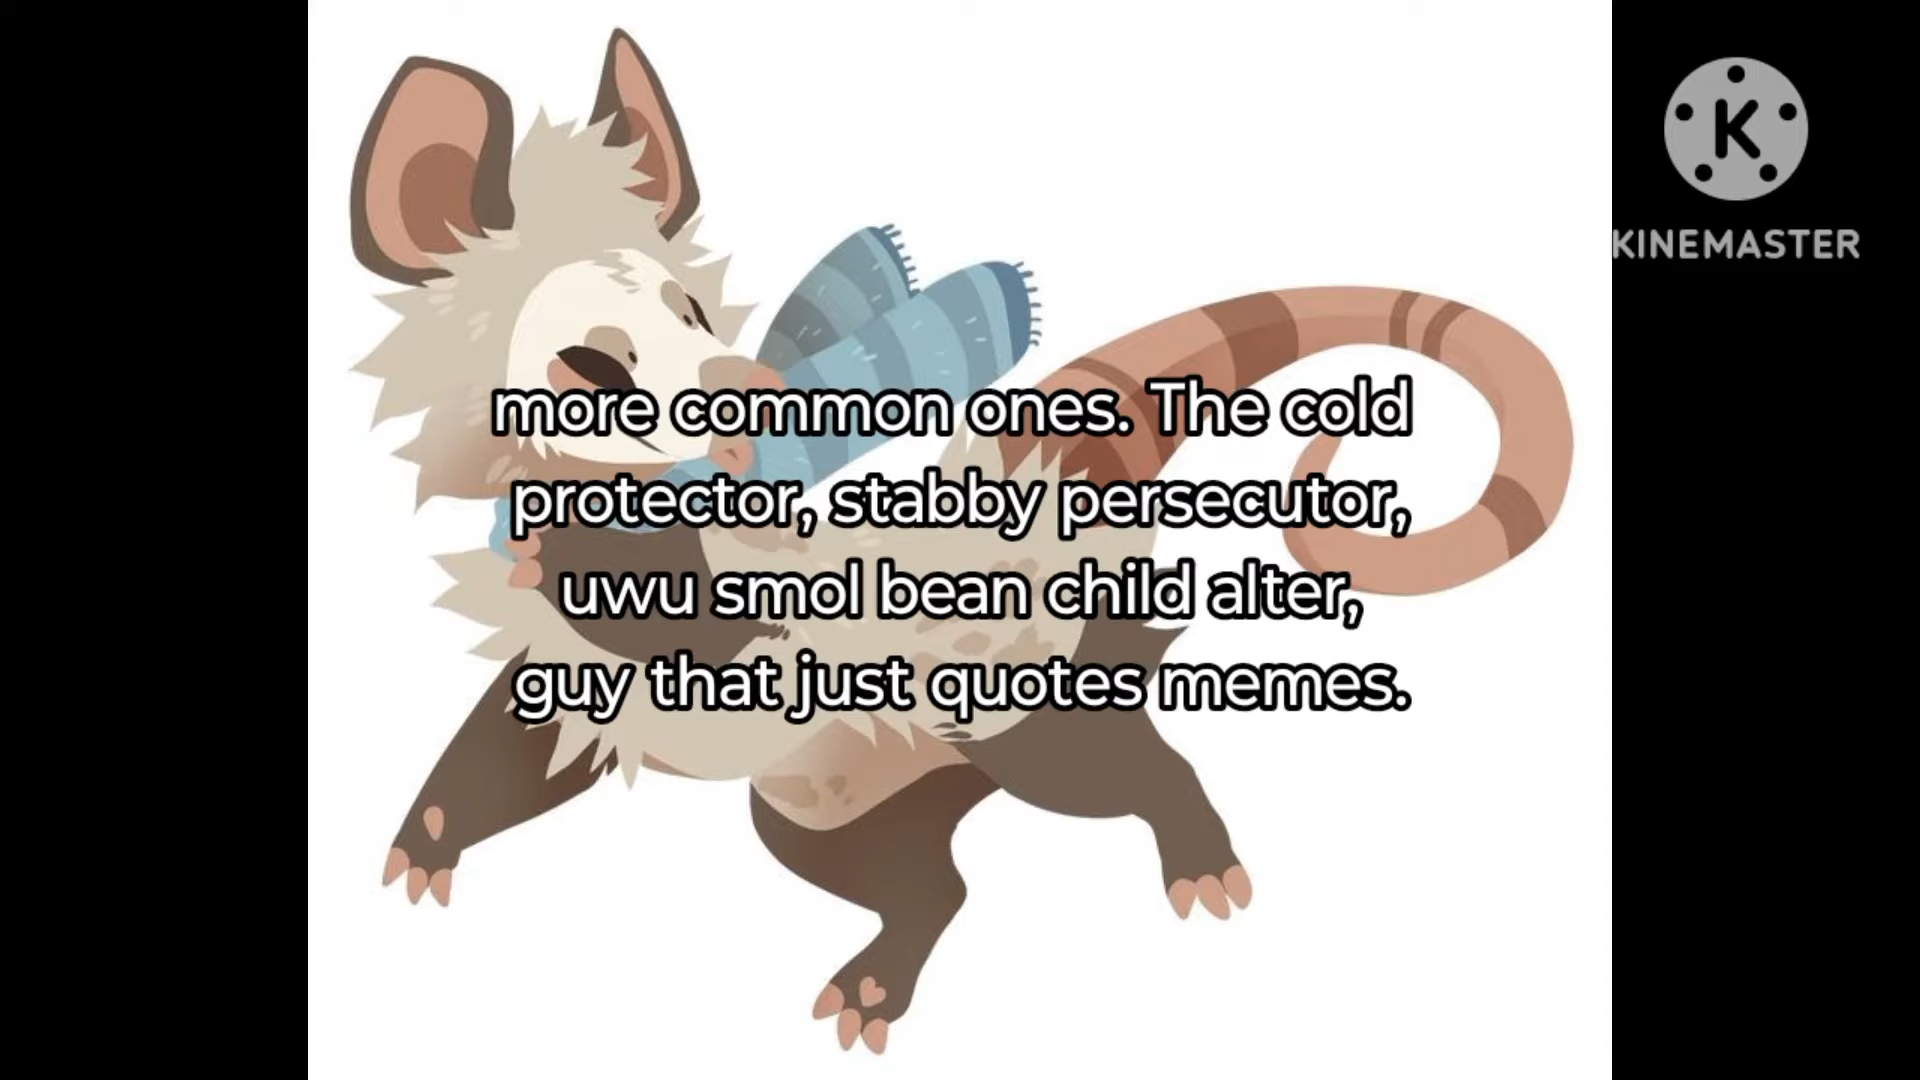 K
KINEMASTER
more common ones. The cold
protector, stabby persecutor,
uwu smol bean child alter,
guy that just quotes memes.